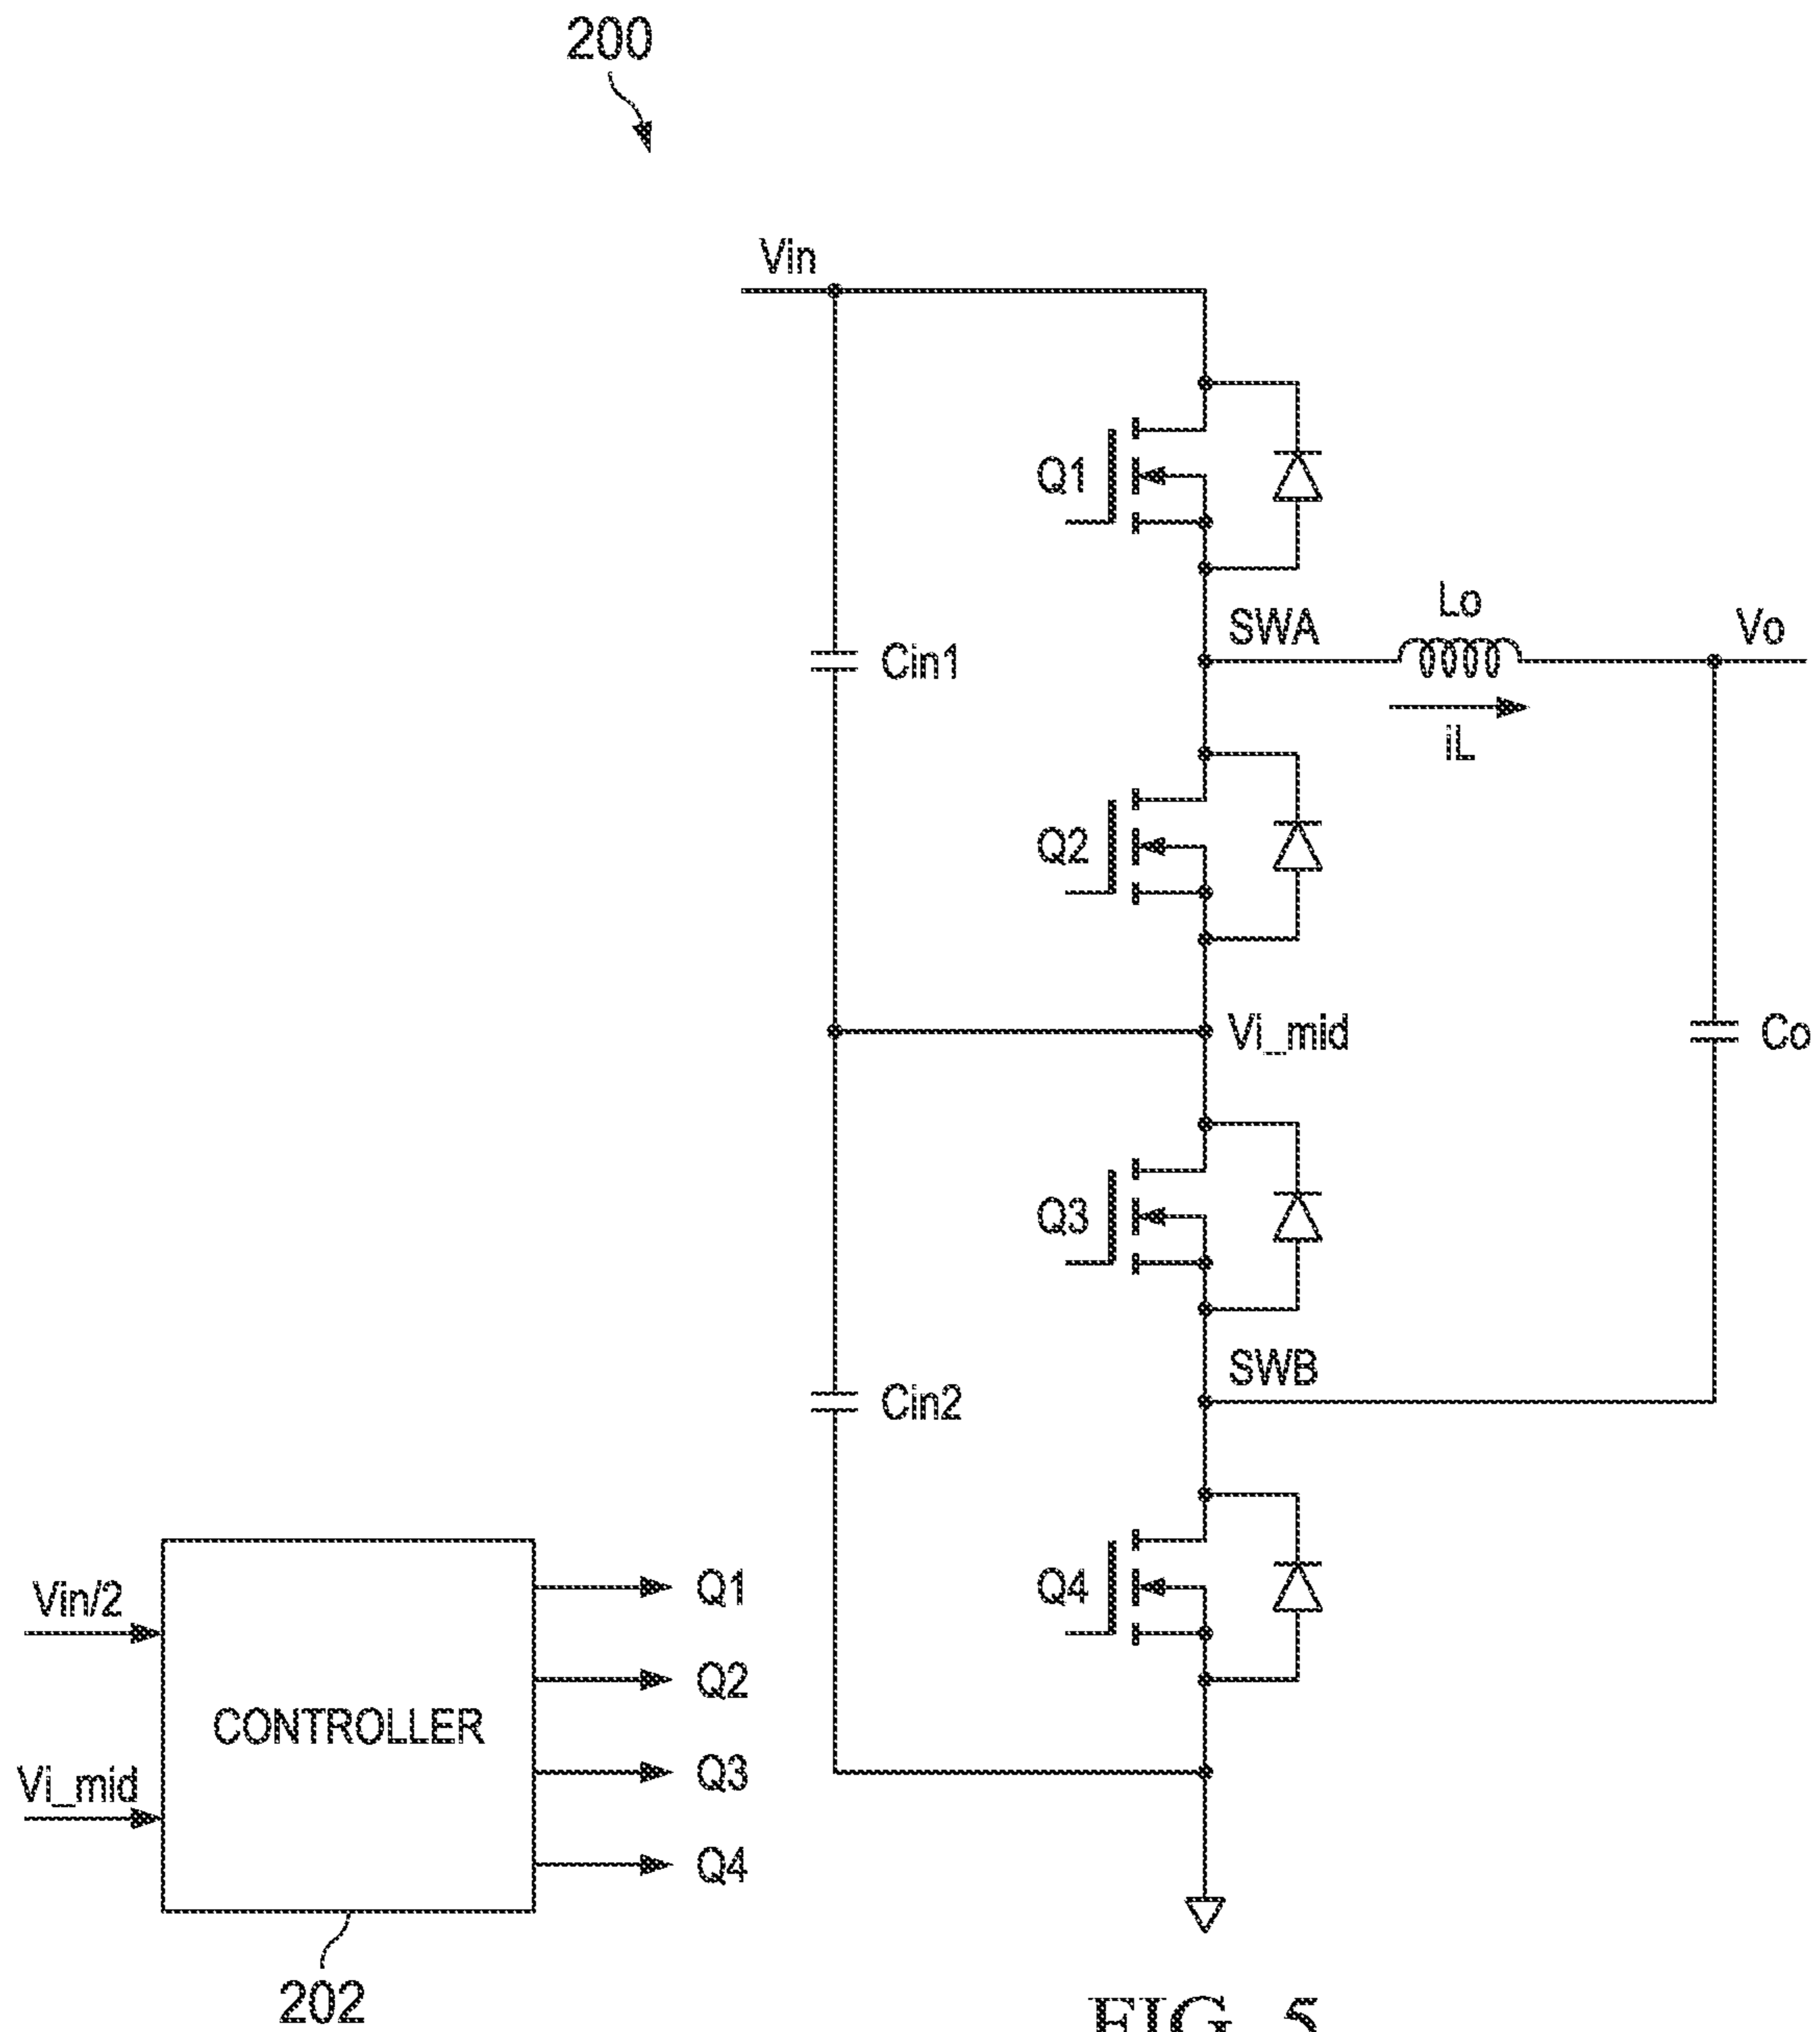 200
Vin
Q1
SWA
Lo
Vo
Cin1
iL
Q2
Vi_mid
Co
Q3
SWB
Cin2
Q4
Vin/2
Vi_mid
CONTROLLER
Q1
Q2
Q3
Q4
202
FIG. 5